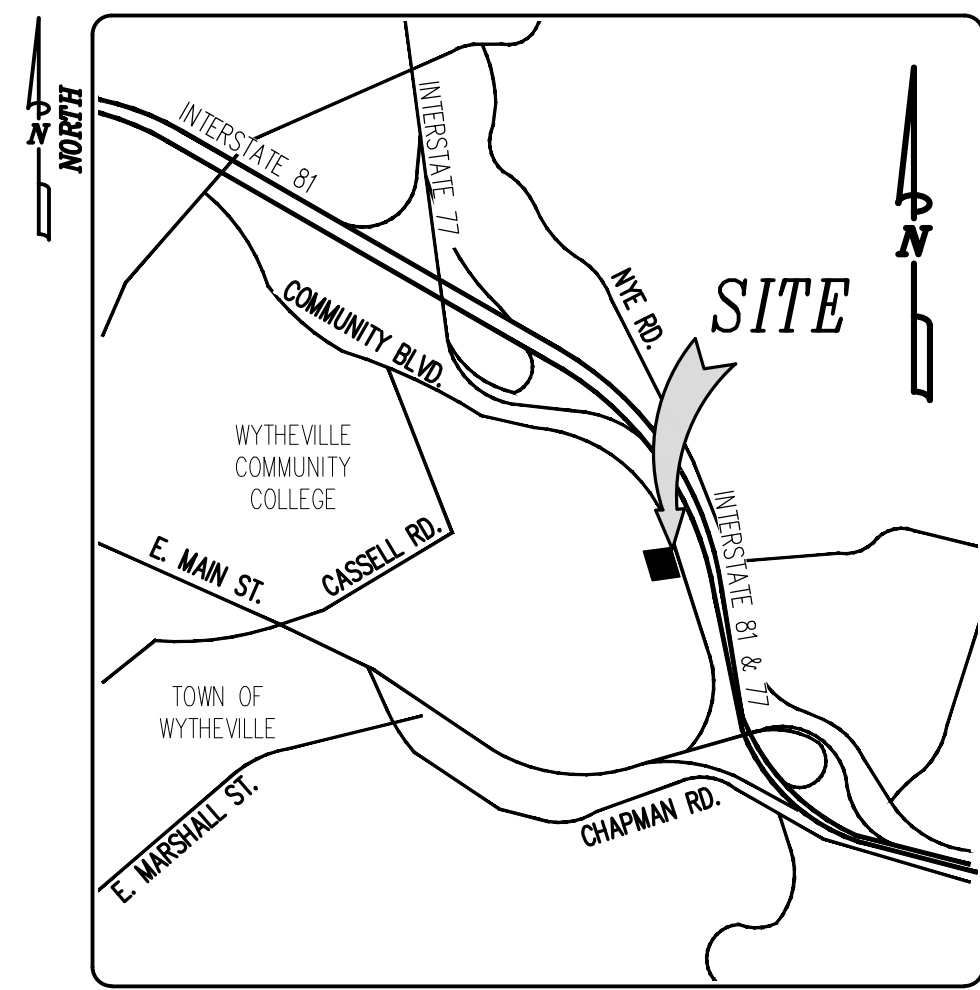 N
NORTH
INTERSTATE 81
INTERSTATE 77
N
NYE RD.
SITE
COMMUNITY BLVD.
WYTHEVILLE
COMMUNITY
COLLEGE
INTERSTATE 81 & 77
E. MAIN ST.
CASSELL RD.
TOWN OF
WYTHEVILLE
E. MARSHALL ST.
CHAPMAN RD.